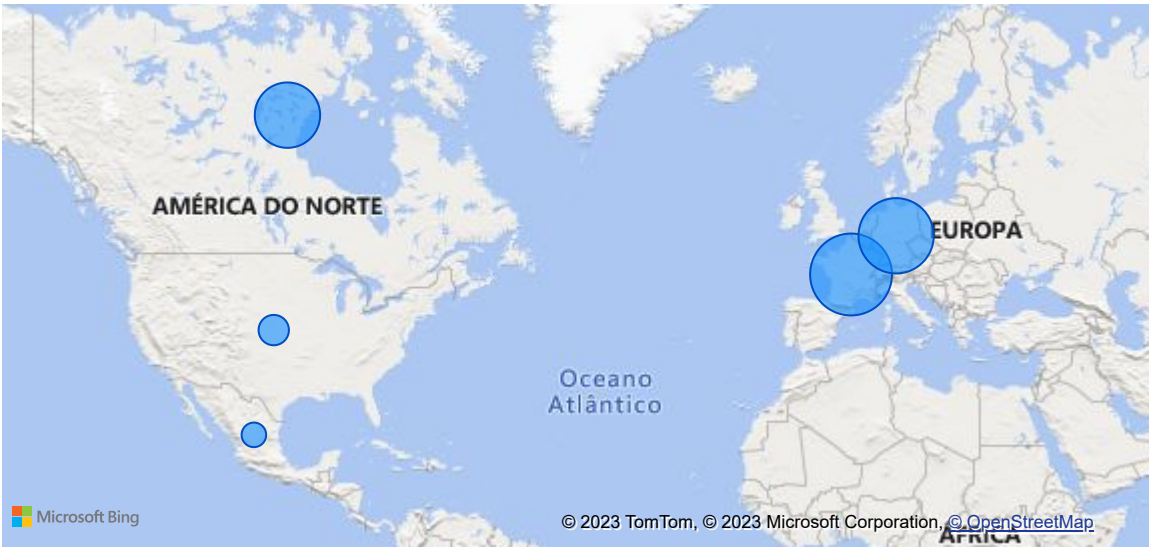 AMÉRICA DO NORTE
EUROPA
Oceano
Atlântico
Microsoft Bing
© 2023 TomTom, © 2023 Microsoft Corporation, © OpenStreetMap
ÁFRICA